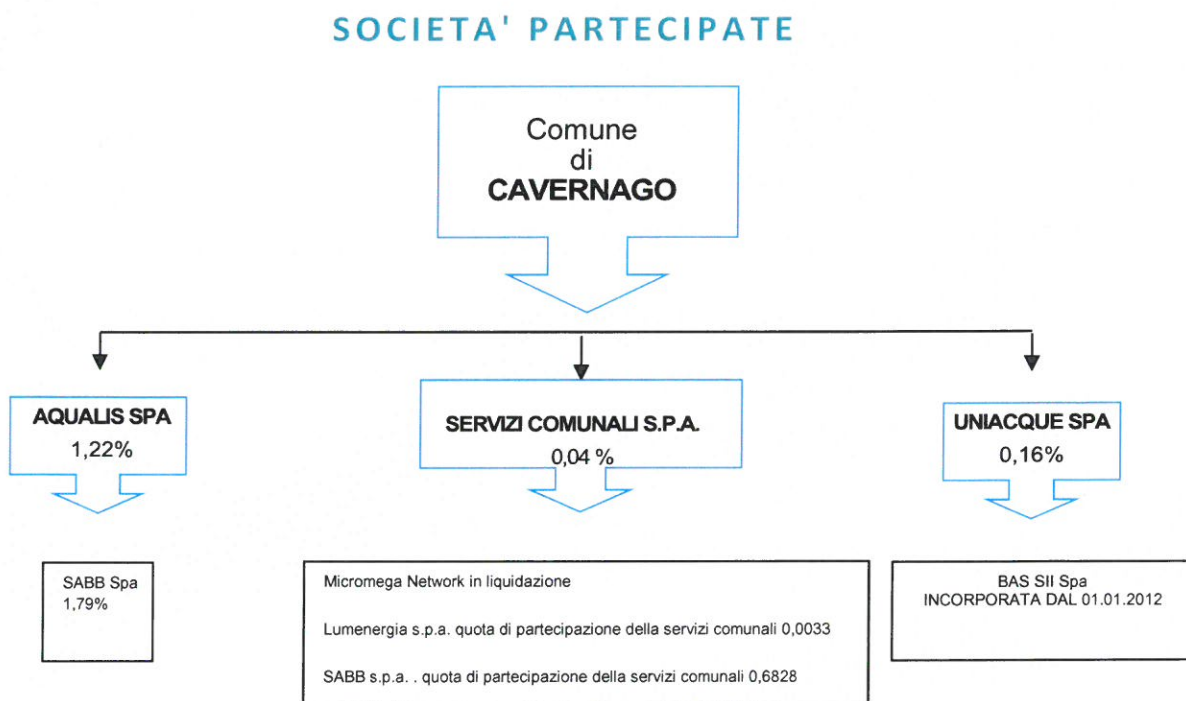 SOCIETA' PARTECIPATE
Comune
di
CAVERNAGO
AQUALIS SPA
1,22%
SERVIZI COMUNALI S.P.A.
0,04 %
UNIACQUE SPA
0,16%
SABB Spa
1,79%
Micromega Network in liquidazione
Lumenergia s.p.a. quota di partecipazione della servizi comunali 0,0033
SABB s.p.a. . quota di partecipazione della servizi comunali 0,6828
BAS SII Spa
INCORPORATA DAL 01.01.2012